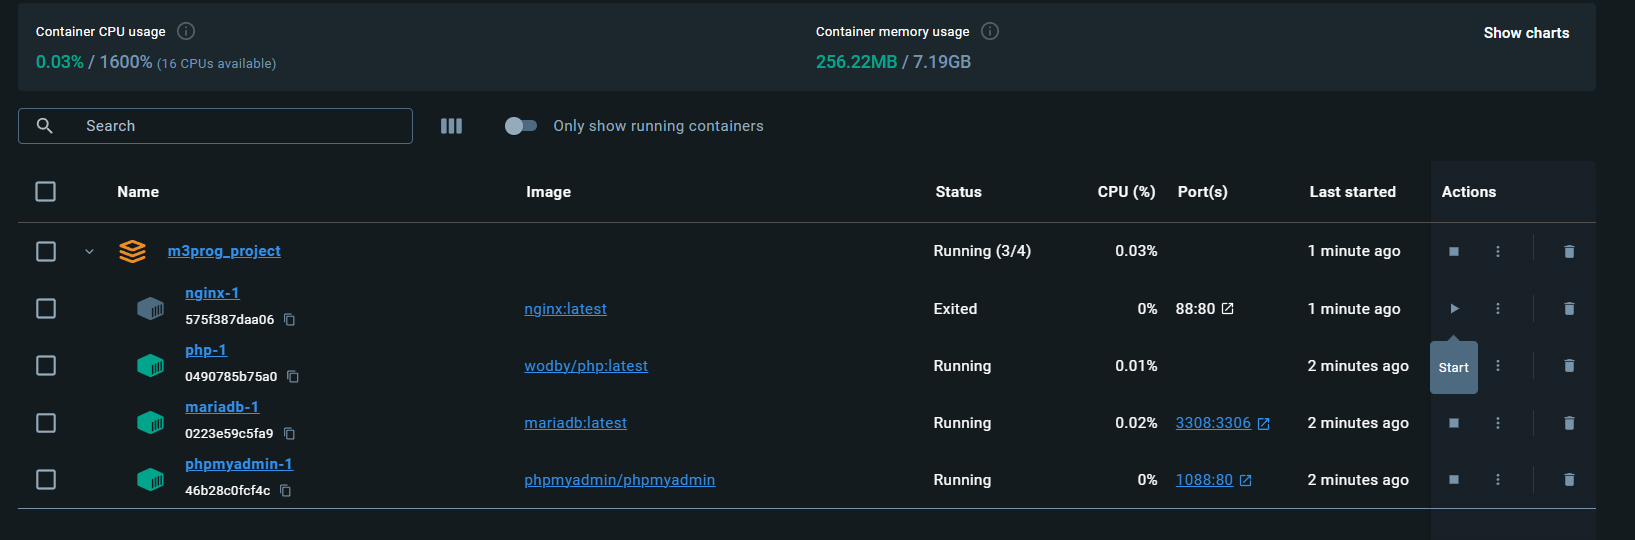 Container CPU usage
0.03% / 1600% (16 CPUs available)
Container memory usage
256.22MB / 7.19GB
Show charts
Search
Only show running containers
Name Image Status CPU (%) Port(s) Last started Actions
m3prog_project Running (3/4) 0.03% 1 minute ago
nginx-1
575f387daa06
nginx:latest Exited 0% 88:80 1 minute ago
php-1
0490785b75a0
wodby/php:latest Running 0.01% 2 minutes ago
Start
mariadb-1
0223e59c5fa9
mariadb:latest Running 0.02% 3308:3306 2 minutes ago
phpmyadmin-1
46b28c0fcf4c
phpmyadmin/phpmyadmin Running 0% 1088:80 2 minutes ago